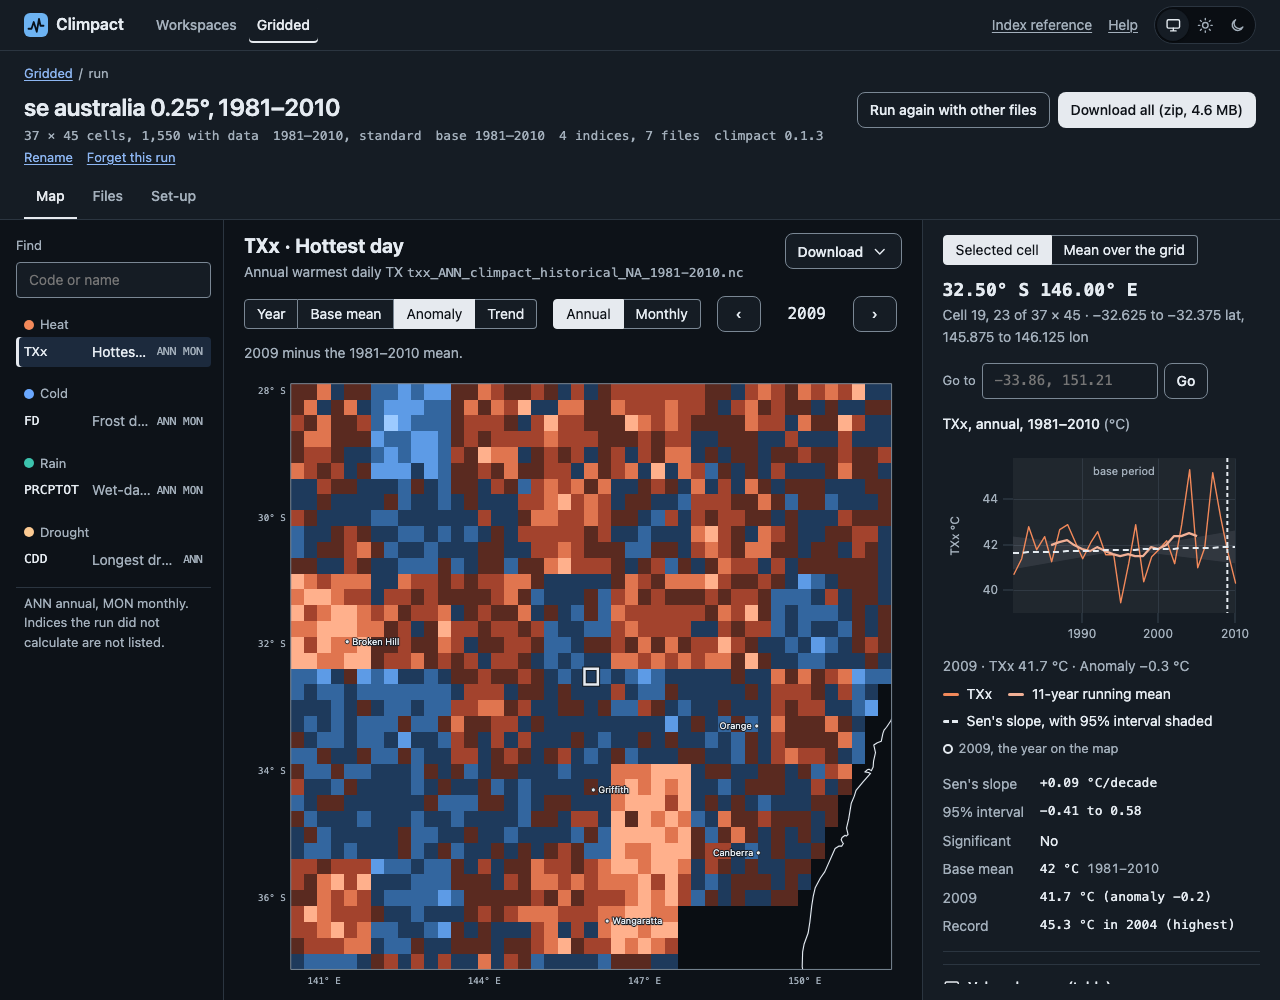 Climpact
Workspaces
Gridded
Index reference
Help
Gridded / run
se australia 0.25°, 1981–2010
37 × 45 cells, 1,550 with data 1981–2010, standard base 1981–2010 4 indices, 7 files climpact 0.1.3
Rename
Forget this run
Run again with other files
Download all (zip, 4.6 MB)
Map
Files
Set-up
Find
Code or name
Heat
TXx Hottes... ANN MON
Cold
FD Frost d... ANN MON
Rain
PRCPTOT Wet-da... ANN MON
Drought
CDD Longest dr... ANN
ANN annual, MON monthly.
Indices the run did not
calculate are not listed.
TXx · Hottest day
Annual warmest daily TX txx_ANN_climpact_historical_NA_1981–2010.nc
Download
Year
Base mean
Anomaly
Trend
Annual
Monthly
‹
2009
›
2009 minus the 1981–2010 mean.
28° S
30° S
32° S
34° S
36° S
Broken Hill
Orange
Griffith
Canberra
Wangaratta
141° E
144° E
147° E
150° E
Selected cell
Mean over the grid
32.50° S 146.00° E
Cell 19, 23 of 37 × 45 · −32.625 to −32.375 lat,
145.875 to 146.125 lon
Go to
−33.86, 151.21
Go
TXx, annual, 1981–2010 (°C)
base period
TXx °C
44
42
40
1990
2000
2010
2009 · TXx 41.7 °C · Anomaly −0.3 °C
TXx
11-year running mean
Sen's slope, with 95% interval shaded
2009, the year on the map
Sen's slope +0.09 °C/decade
95% interval −0.41 to 0.58
Significant No
Base mean 42 °C 1981–2010
2009 41.7 °C (anomaly −0.2)
Record 45.3 °C in 2004 (highest)